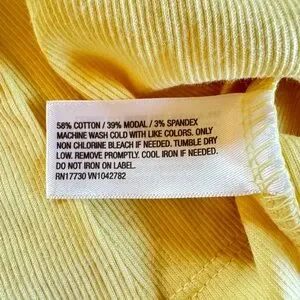 58% COTTON / 39% MODAL / 3% SPANDEX
MACHINE WASH COLD WITH LIKE COLORS. ONLY
NON CHLORINE BLEACH IF NEEDED. TUMBLE DRY
LOW. REMOVE PROMPTLY. COOL IRON IF NEEDED.
DO NOT IRON ON LABEL.
RN17730 VN1042782